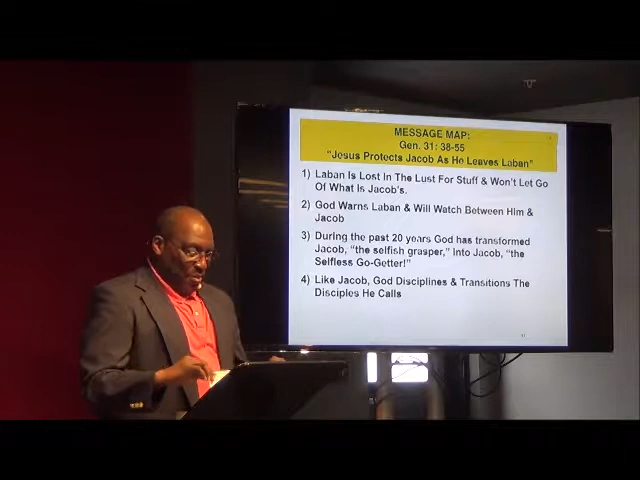 MESSAGE MAP:
Gen. 31: 38-55
"Jesus Protects Jacob As He Leaves Laban"
1) Laban Is Lost In The Lust For Stuff & Won't Let Go
Of What Is Jacob's.
2) God Warns Laban & Will Watch Between Him &
Jacob
3) During the past 20 years God has transformed
Jacob, "the selfish grasper," into Jacob, "the
Selfless Go-Getter!"
4) Like Jacob, God Disciplines & Transitions The
Disciples He Calls